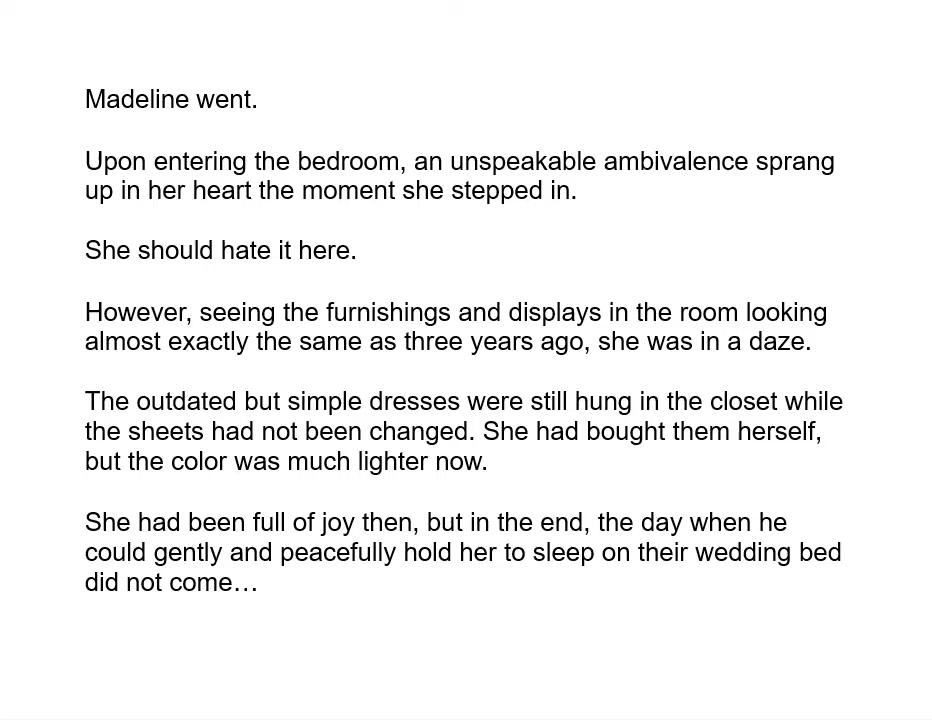 Madeline went.
Upon entering the bedroom, an unspeakable ambivalence sprang
up in her heart the moment she stepped in.
She should hate it here.
However, seeing the furnishings and displays in the room looking
almost exactly the same as three years ago, she was in a daze.
The outdated but simple dresses were still hung in the closet while
the sheets had not been changed. She had bought them herself,
but the color was much lighter now.
She had been full of joy then, but in the end, the day when he
could gently and peacefully hold her to sleep on their wedding bed
did not come…